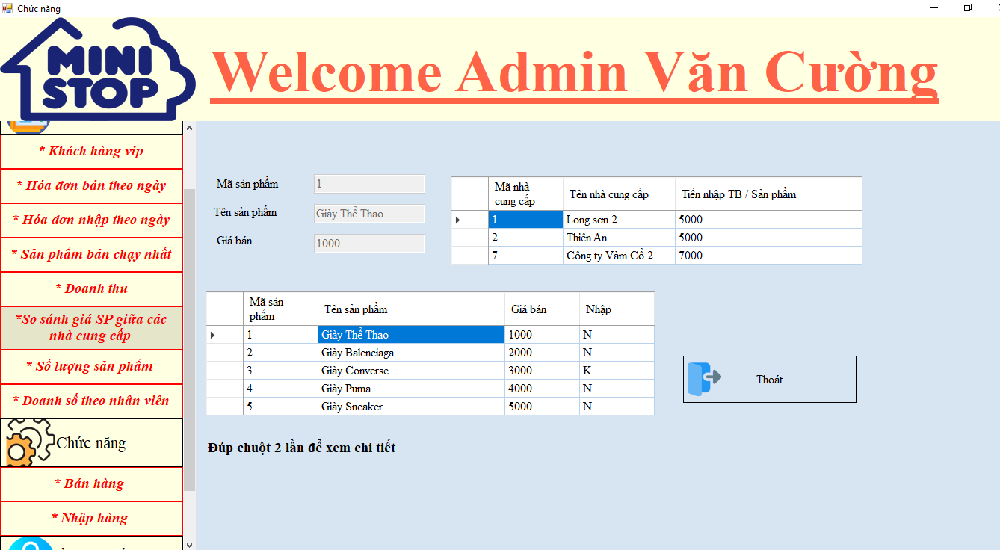 Chức năng
MINI
STOP
Welcome Admin Văn Cường
* Khách hàng vip
* Hóa đơn bán theo ngày
* Hóa đơn nhập theo ngày
* Sản phẩm bán chạy nhất
* Doanh thu
*So sánh giá SP giữa các
nhà cung cấp
* Số lượng sản phẩm
* Doanh số theo nhân viên
Chức năng
* Bán hàng
* Nhập hàng
Mã sản phẩm 1
Tên sản phẩm Giày Thể Thao
Giá bán 1000
Mã nhà
cung cấp Tên nhà cung cấp Tiền nhập TB / Sản phẩm
1 Long sơn 2 5000
2 Thiên An 5000
7 Công ty Vàm Cỏ 2 7000
Mã sản
phẩm Tên sản phẩm Giá bán Nhập
1 Giày Thể Thao 1000 N
2 Giày Balenciaga 2000 N
3 Giày Converse 3000 K
4 Giày Puma 4000 N
5 Giày Sneaker 5000 N
Thoát
Đúp chuột 2 lần để xem chi tiết